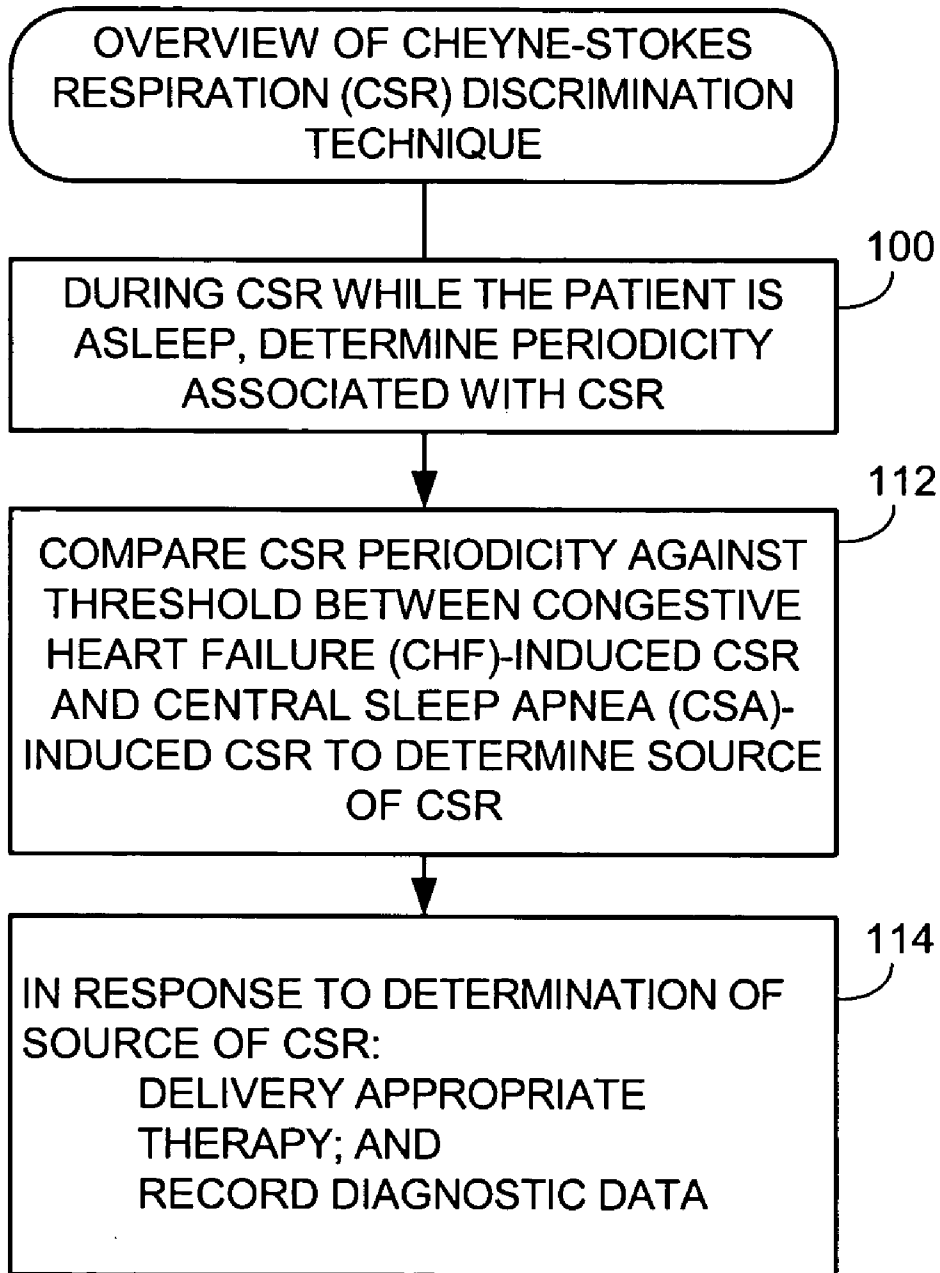 OVERVIEW OF CHEYNE-STOKES
RESPIRATION (CSR) DISCRIMINATION
TECHNIQUE
100
DURING CSR WHILE THE PATIENT IS
ASLEEP, DETERMINE PERIODICITY
ASSOCIATED WITH CSR
112
COMPARE CSR PERIODICITY AGAINST
THRESHOLD BETWEEN CONGESTIVE
HEART FAILURE (CHF)-INDUCED CSR
AND CENTRAL SLEEP APNEA (CSA)-
INDUCED CSR TO DETERMINE SOURCE
OF CSR
114
IN RESPONSE TO DETERMINATION OF
SOURCE OF CSR:
DELIVERY APPROPRIATE
THERAPY; AND
RECORD DIAGNOSTIC DATA